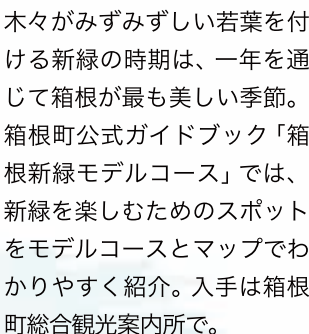 木々がみずみずしい若葉を付
ける新緑の時期は、一年を通
じて箱根が最も美しい季節。
箱根町公式ガイドブック「箱
根新緑モデルコース」では、
新緑を楽しむためのスポット
をモデルコースとマップでわ
かりやすく紹介。入手は箱根
町総合観光案内所で。